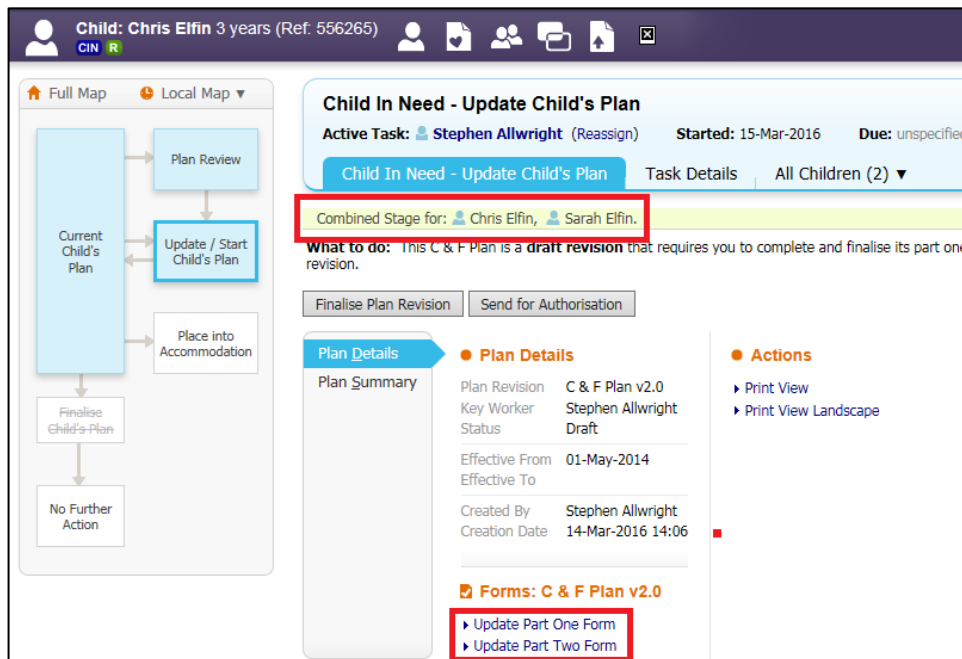 Child: Chris Elfin 3 years (Ref: 556265)
CIN R
Full Map Local Map ▼
Plan Review
Current Child's Plan
Update / Start Child's Plan
Place into Accommodation
Finalise Child's Plan
No Further Action
Child In Need - Update Child's Plan
Active Task: Stephen Allwright (Reassign) Started: 15-Mar-2016 Due: unspecified
Child In Need - Update Child's Plan Task Details All Children (2) ▼
Combined Stage for: Chris Elfin, Sarah Elfin.
What to do: This C & F Plan is a draft revision that requires you to complete and finalise its part one
revision.
Finalise Plan Revision Send for Authorisation
Plan Details
Plan Summary
Plan Details
Plan Revision C & F Plan v2.0
Key Worker Stephen Allwright
Status Draft
Effective From 01-May-2014
Effective To
Created By Stephen Allwright
Creation Date 14-Mar-2016 14:06
Forms: C & F Plan v2.0
Update Part One Form
Update Part Two Form
Actions
Print View
Print View Landscape